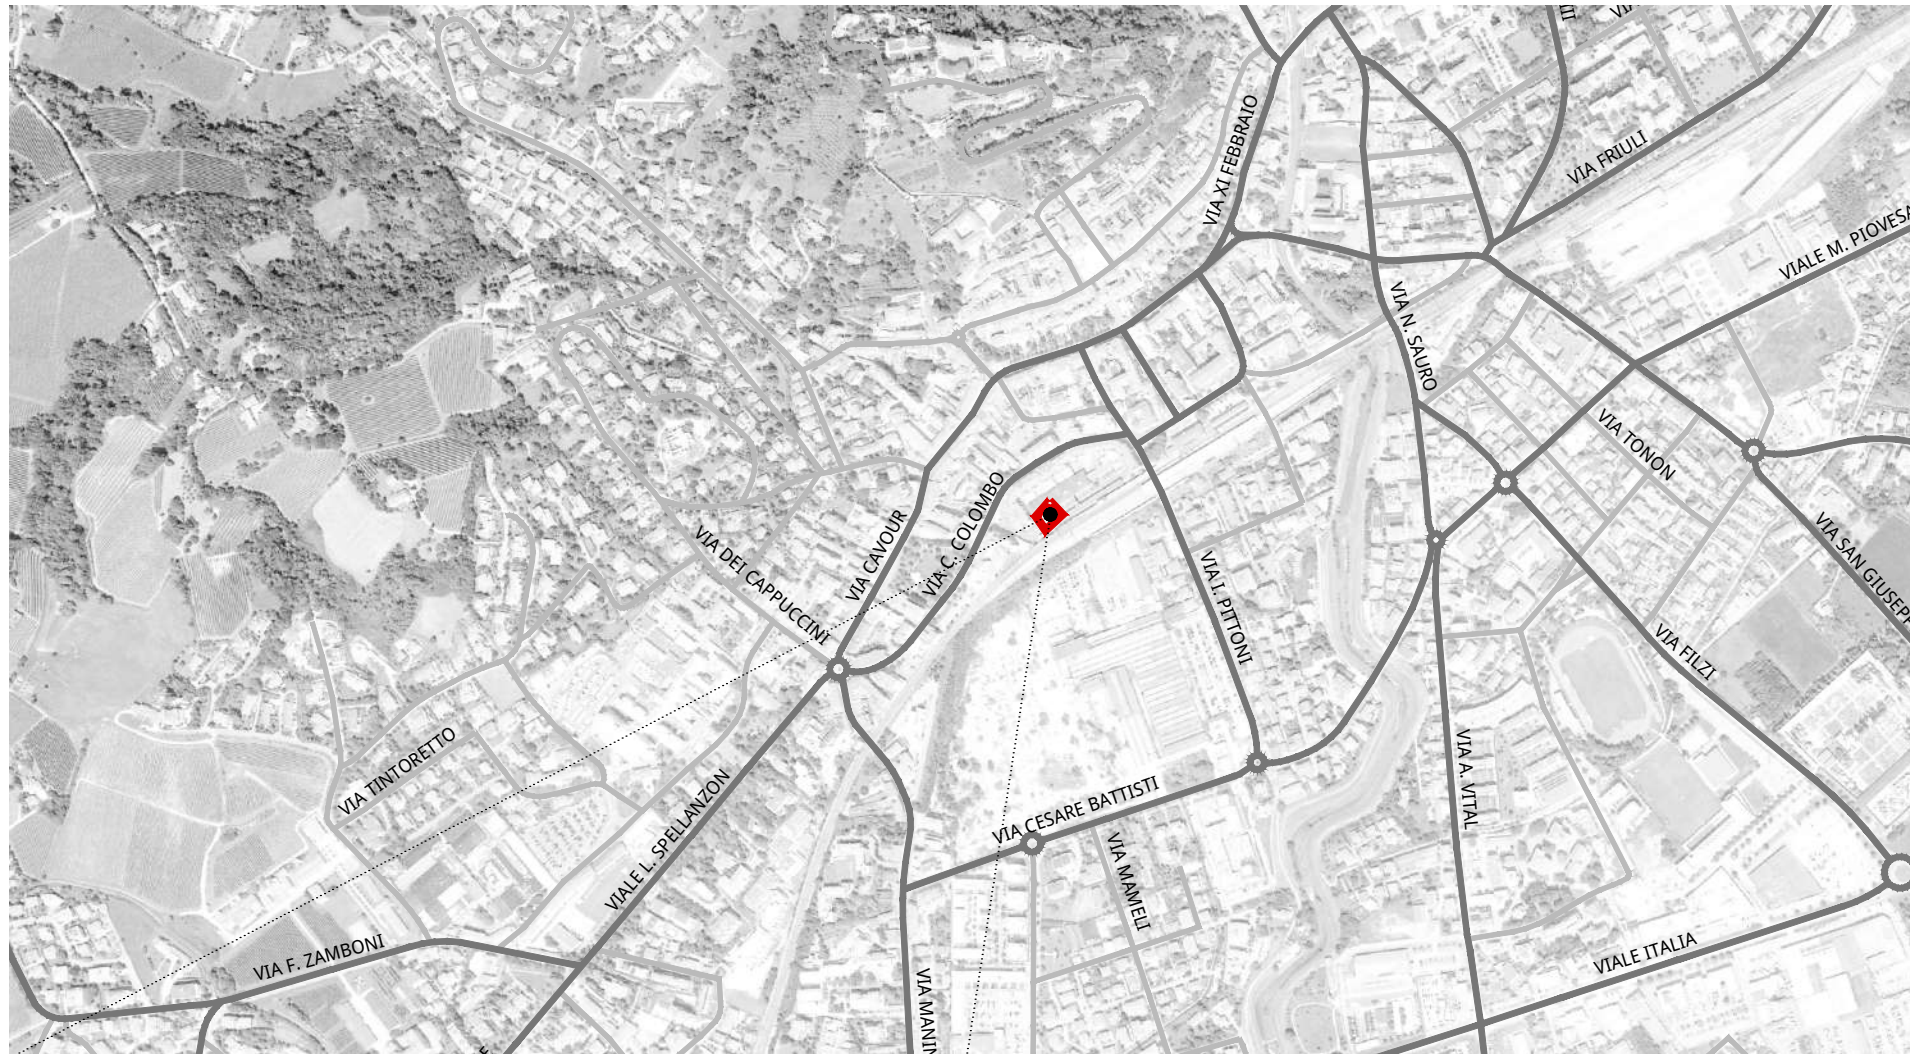 VIA XI FEBBRAIO
VIA FRIULI
VIALE M. PIOVESA
VIA N. SAURO
VIA TONON
VIA C. COLOMBO
VIA CAVOUR
VIA DEI CAPPUCCINI
VIA I. PITTONI
VIA SAN GIUSEPP
VIA FILZI
VIA TINTORETTO
VIALE L. SPELLANZON
VIA CESARE BATTISTI
VIA MAMELI
VIA A. VITAL
VIA F. ZAMBONI
VIALE ITALIA
VIA MANIN